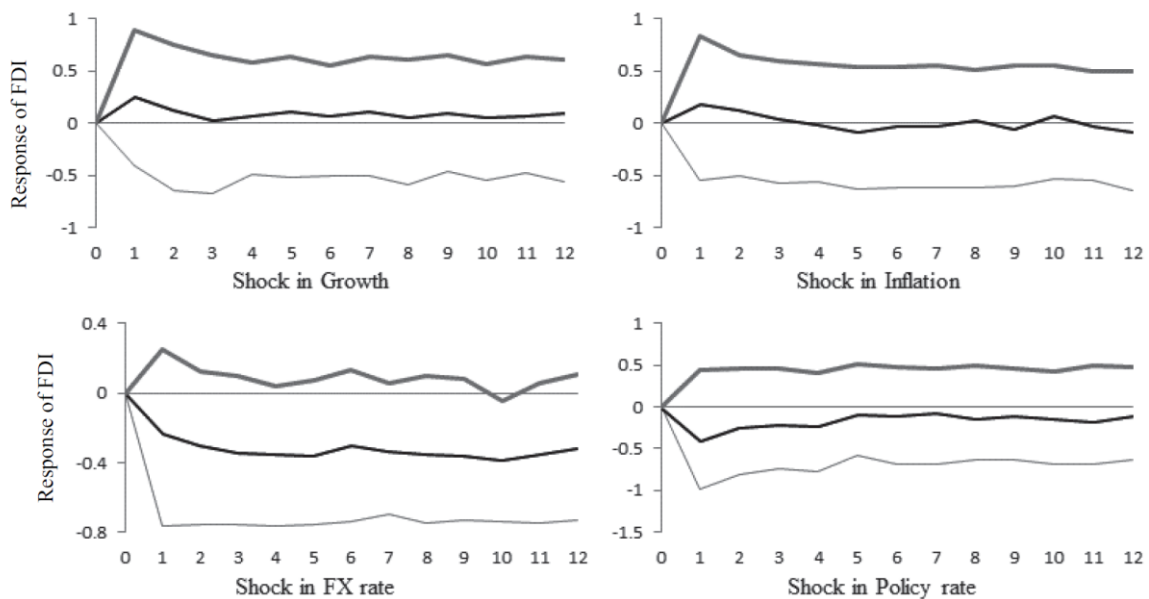 Response of FDI
1
0.5
0
-0.5
-1
0 1 2 3 4 5 6 7 8 9 10 11 12
Shock in Growth
1
0.5
0
-0.5
-1
0 1 2 3 4 5 6 7 8 9 10 11 12
Shock in Inflation
Response of FDI
0.4
0
-0.4
-0.8
0 1 2 3 4 5 6 7 8 9 10 11 12
Shock in FX rate
1
0.5
0
-0.5
-1
-1.5
0 1 2 3 4 5 6 7 8 9 10 11 12
Shock in Policy rate